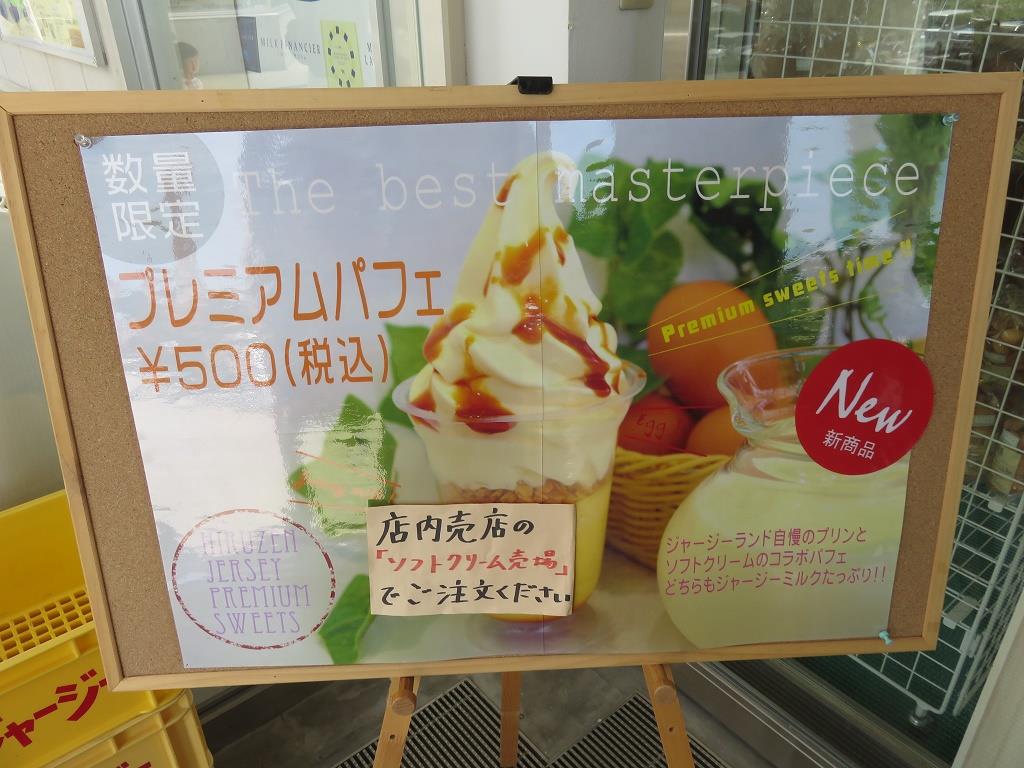 MILK FINANCIER
数量
限定
The best masterpiece
プレミアムパフェ
¥500(税込)
Premium sweets time!!
New
新商品
Egg
HIRUZEN
JERSEY
PREMIUM
SWEETS
店内売店の
「ソフトクリーム売場」
でご注文ください
ジャージーランド自慢のプリンと
ソフトクリームのコラボパフェ
どちらもジャージーミルクたっぷり!!
ジャージー